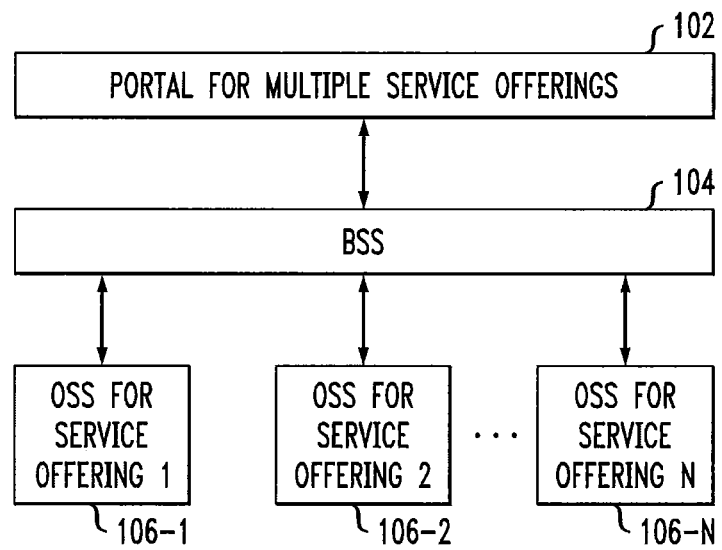 102
PORTAL FOR MULTIPLE SERVICE OFFERINGS
104
BSS
OSS FOR
SERVICE
OFFERING 1
OSS FOR
SERVICE
OFFERING 2
. . .
OSS FOR
SERVICE
OFFERING N
106-1
106-2
106-N